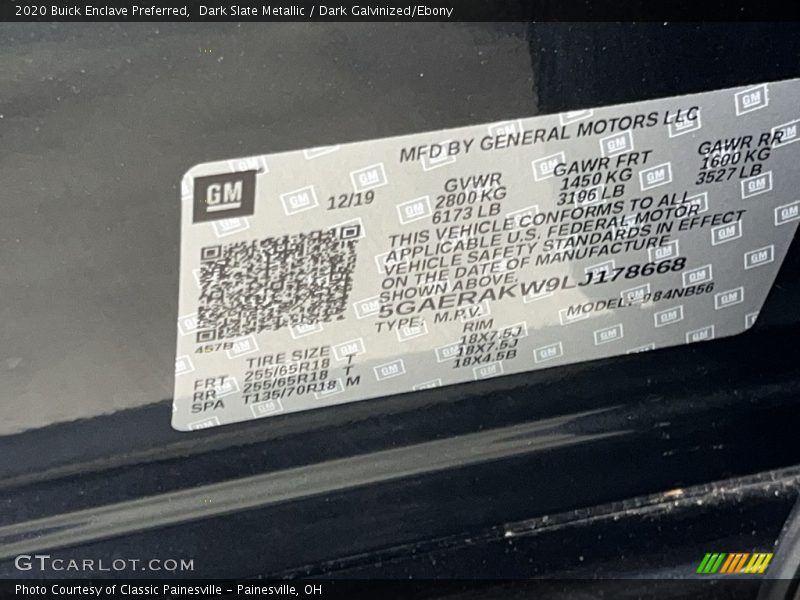 2020 Buick Enclave Preferred,  Dark Slate Metallic / Dark Galvinized/Ebony
MFD BY GENERAL MOTORS LLC
GM
12/19
GVWR
2800 KG
6173 LB
GAWR FRT
1450 KG
3196 LB
GAWR RR
1600 KG
3527 LB
THIS VEHICLE CONFORMS TO ALL
APPLICABLE U.S. FEDERAL MOTOR
VEHICLE SAFETY STANDARDS IN EFFECT
ON THE DATE OF MANUFACTURE
SHOWN ABOVE.
5GAERAKW9LJ178668
TYPE: M.P.V. MODEL: 284NB56
457B
TIRE SIZE RIM
FRT 255/65R18 T 18X7.5J
RR 255/65R18 T 18X7.5J
SPA T135/70R18 M 18X4.5B
GTCARLOT.COM
Photo Courtesy of Classic Painesville - Painesville, OH